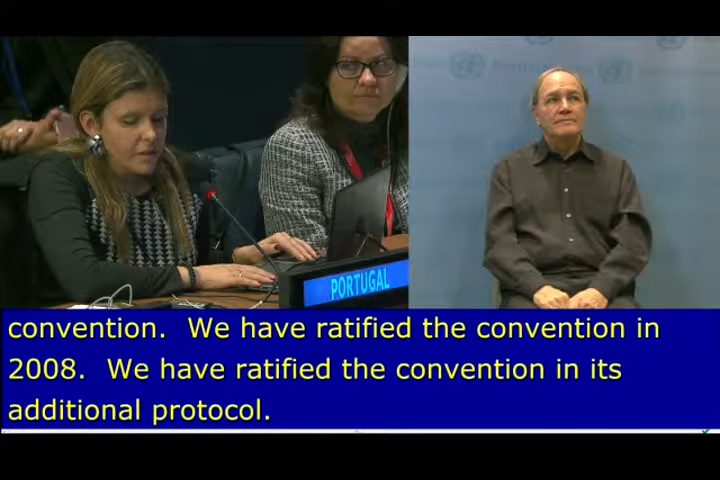 PORTUGAL
convention. We have ratified the convention in
2008. We have ratified the convention in its
additional protocol.